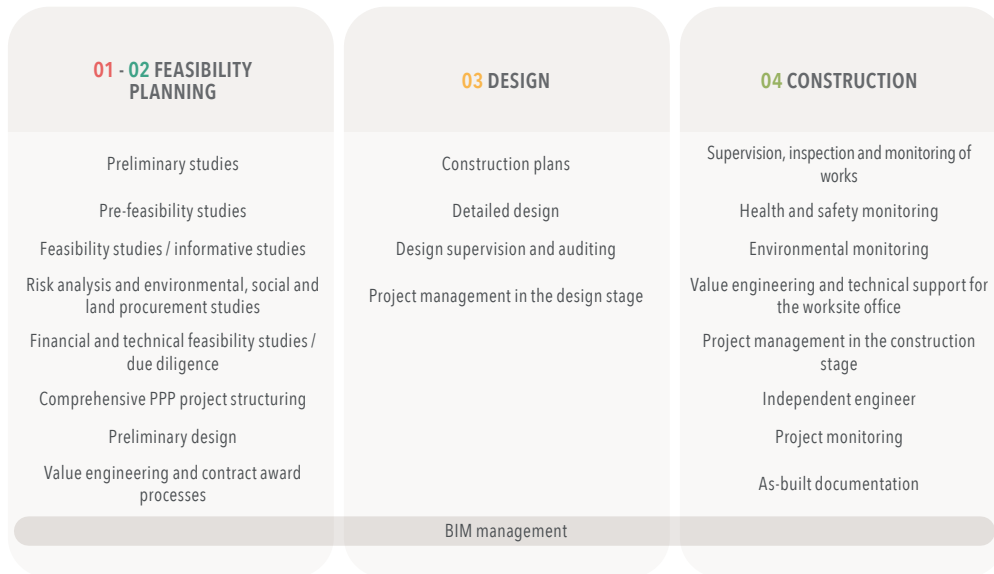 01 - 02 FEASIBILITY
PLANNING
Preliminary studies
Pre-feasibility studies
Feasibility studies / informative studies
Risk analysis and environmental, social and
land procurement studies
Financial and technical feasibility studies /
due diligence
Comprehensive PPP project structuring
Preliminary design
Value engineering and contract award
processes
03 DESIGN
Construction plans
Detailed design
Design supervision and auditing
Project management in the design stage
04 CONSTRUCTION
Supervision, inspection and monitoring of
works
Health and safety monitoring
Environmental monitoring
Value engineering and technical support for
the worksite office
Project management in the construction
stage
Independent engineer
Project monitoring
As-built documentation
BIM management